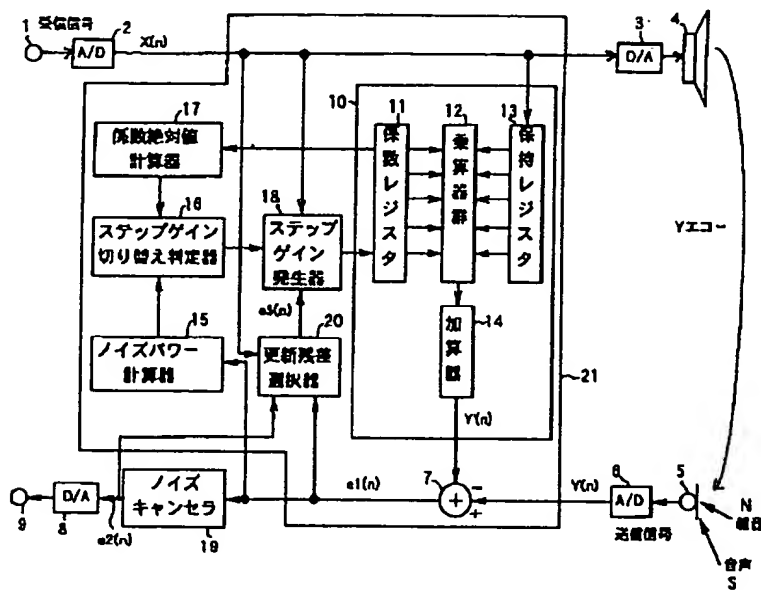 1
受信信号
A/D
2
X(n)
3
D/A
4
17
係数絶対値
計算器
10
11
係数レジスタ
12
乗算器群
13
保持レジスタ
16
ステップゲイン
切り替え判定器
18
ステップ
ゲイン
発生器
Yエコー
e3(n)
15
ノイズパワー
計算器
20
更新残差
選択器
14
加算器
21
Y'(n)
9
D/A
8
e2(n)
ノイズ
キャンセラ
19
e1(n)
7
+
−
+
Y(n)
6
A/D
送信信号
5
N
雑音
音声
S